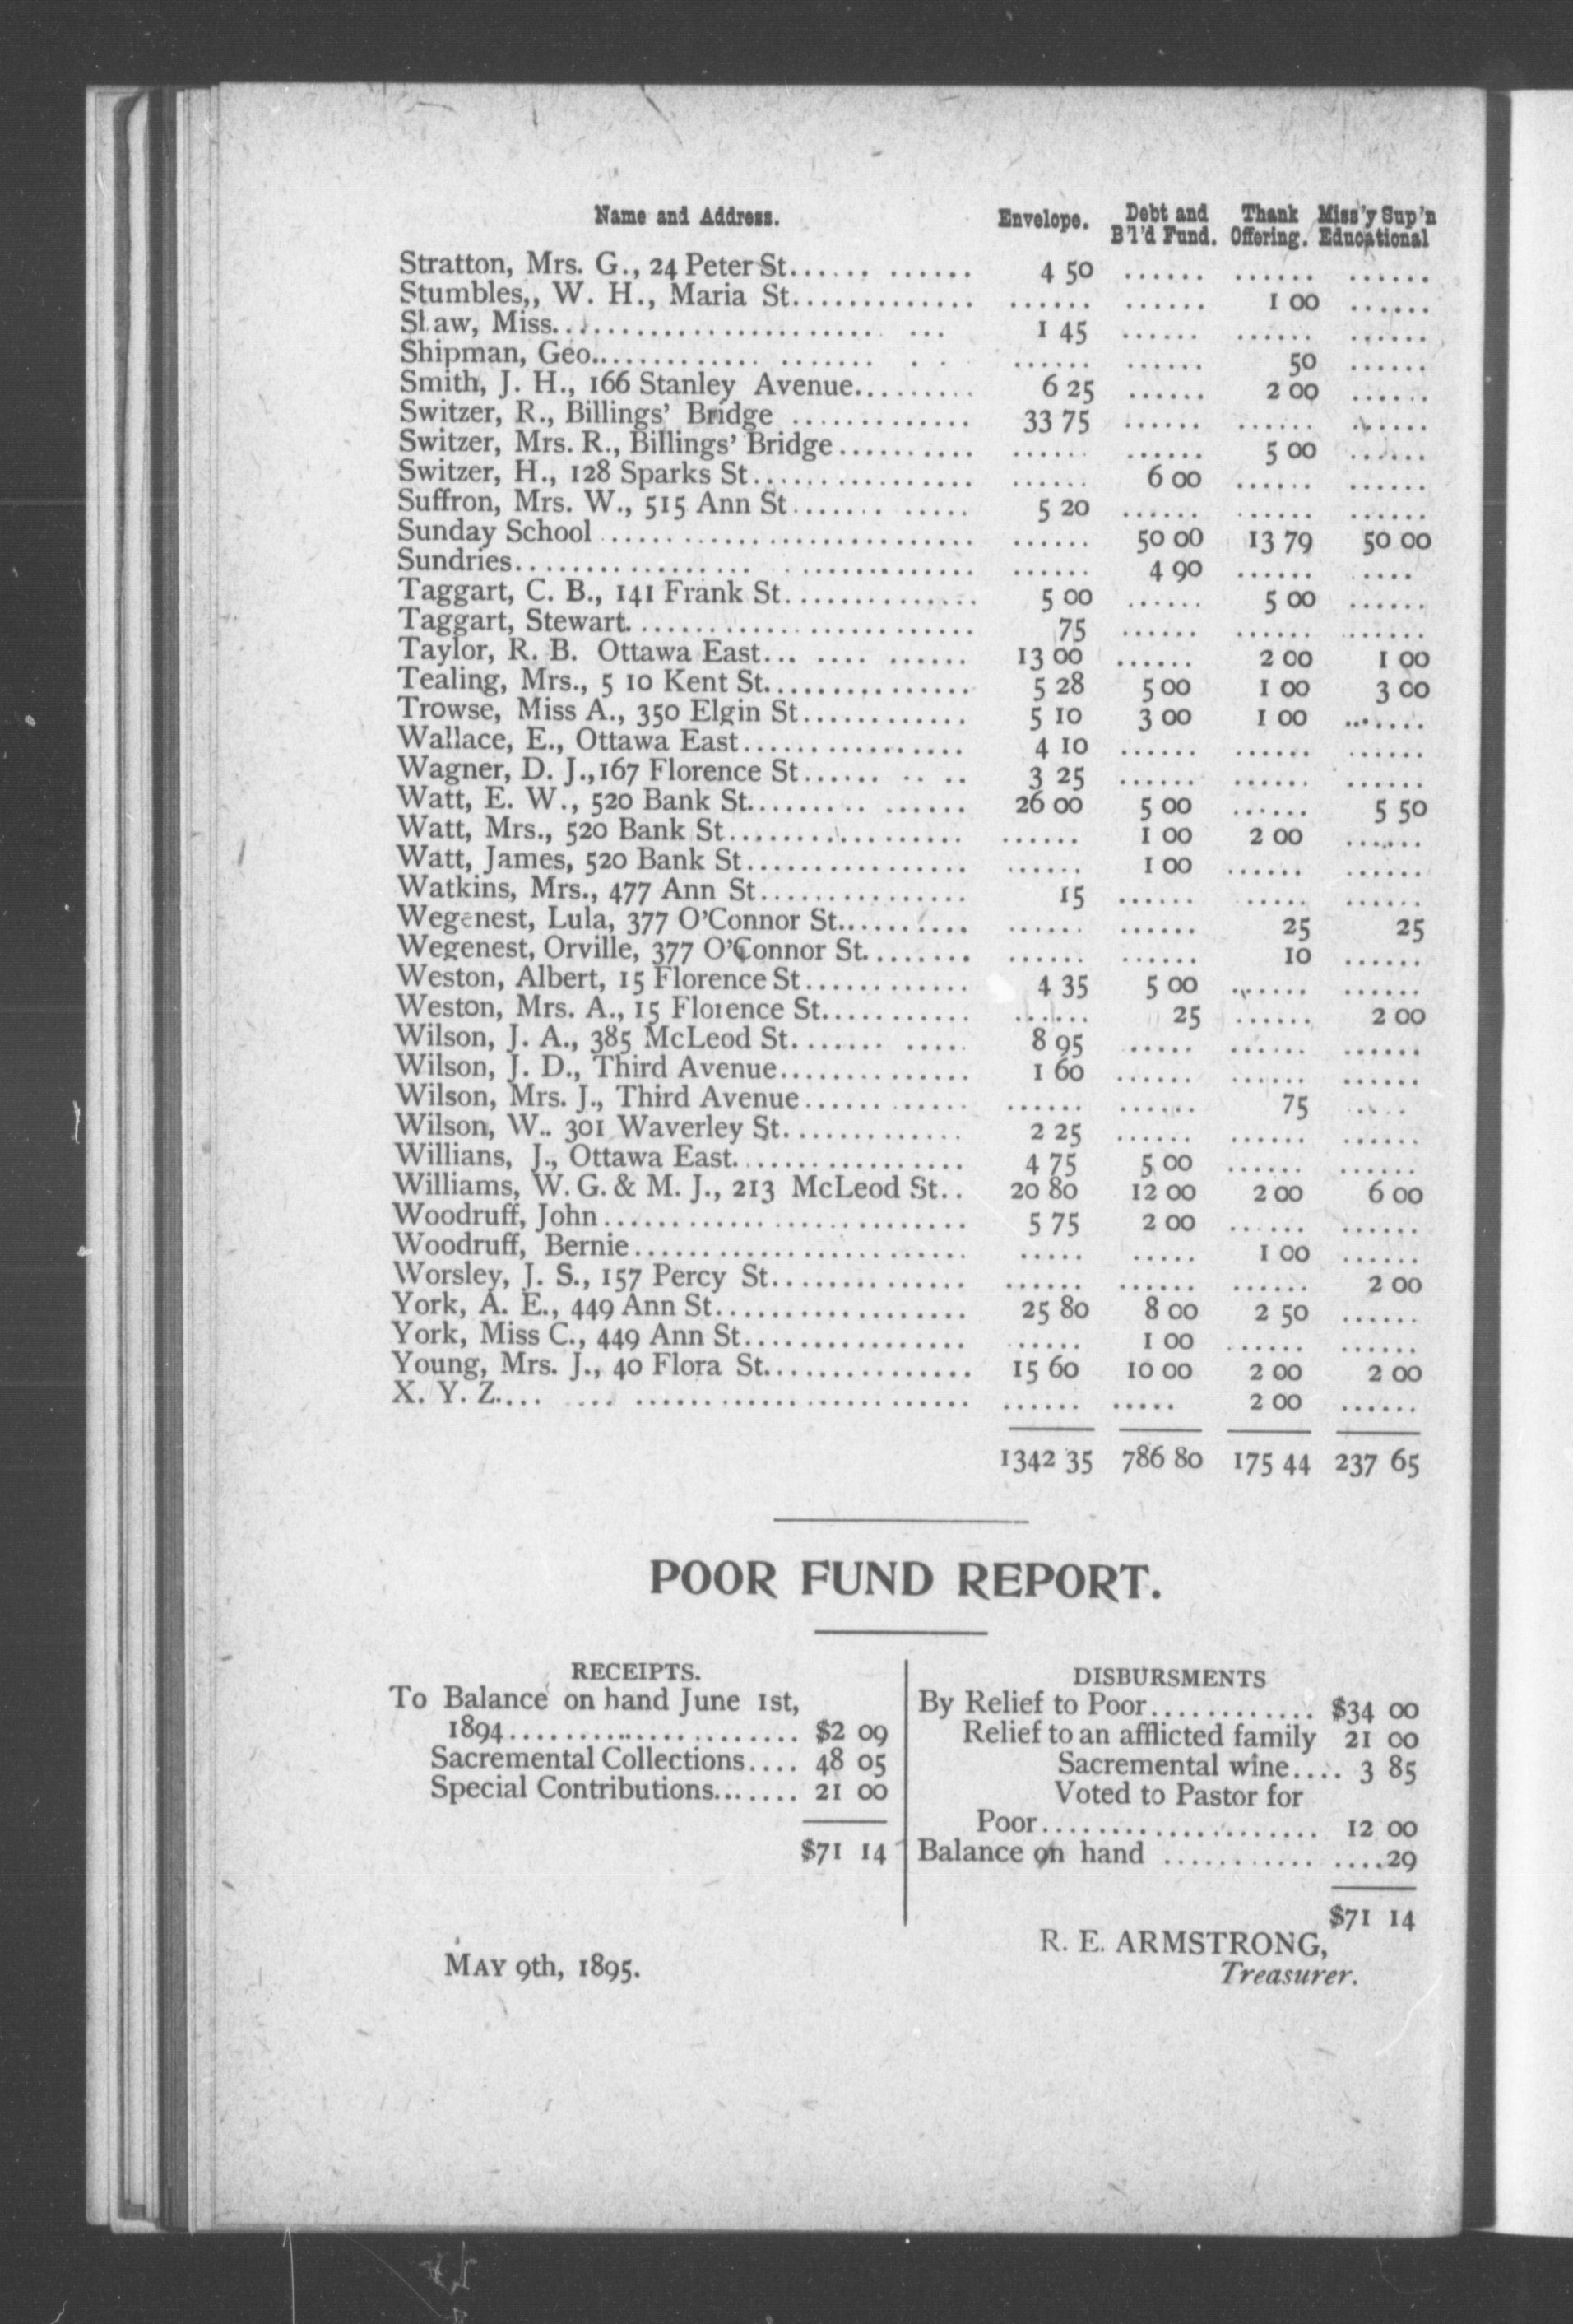 Name and Address. Envelope. Debt and B'l'd Fund. Thank Offering. Miss'y Sup'n Educational
Stratton, Mrs. G., 24 Peter St...... ...... 4 50 ...... ...... ......
Stumbles,, W. H., Maria St............. ...... ...... 1 00 ......
Shaw, Miss....................... ... 1 45 ...... ...... ......
Shipman, Geo.............. ....... . . ...... ...... 50 ......
Smith, J. H., 166 Stanley Avenue......... 6 25 ...... 2 00 ......
Switzer, R., Billings' Bridge ............. 33 75 ...... ...... ......
Switzer, Mrs. R., Billings' Bridge.......... ...... ...... 5 00 ......
Switzer, H., 128 Sparks St................ ...... 6 00 ...... ......
Suffron, Mrs. W., 515 Ann St....... ..... 5 20 ...... ...... ......
Sunday School .......................... ...... 50 00 13 79 50 00
Sundries................. .............. ...... 4 90 ...... ....
Taggart, C. B., 141 Frank St.............. 5 00 ...... 5 00 ......
Taggart, Stewart......................... 75 ...... ...... ......
Taylor, R. B. Ottawa East... .... ...... 13 00 ...... 2 00 1 00
Tealing, Mrs., 5 10 Kent St............... 5 28 5 00 1 00 3 00
Trowse, Miss A., 350 Elgin St............ 5 10 3 00 1 00 .......
Wallace, E., Ottawa East................ 4 10 ...... ...... ......
Wagner, D. J.,167 Florence St...... .. .. 3 25 ...... ...... ......
Watt, E. W., 520 Bank St......... ...... 26 00 5 00 ...... 5 50
Watt, Mrs., 520 Bank St................. ...... 1 00 2 00 ......
Watt, James, 520 Bank St................ ...... 1 00 ...... ......
Watkins, Mrs., 477 Ann St............... 15 ...... ...... ......
Wegenest, Lula, 377 O'Connor St.......... ...... ...... 25 25
Wegenest, Orville, 377 O'Connor St........ ...... ...... 10 ......
Weston, Albert, 15 Florence St............ 4 35 5 00 ...... ......
Weston, Mrs. A., 15 Florence St........... ...... 25 ...... 2 00
Wilson, J. A., 385 McLeod St....... ..... 8 95 ..... ...... ......
Wilson, J. D., Third Avenue.............. 1 60 ...... ...... ......
Wilson, Mrs. J., Third Avenue............ ...... ...... 75 .....
Wilson, W.. 301 Waverley St............. 2 25 ...... ...... ......
Willians, J., Ottawa East................. 4 75 5 00 ...... ......
Williams, W. G. & M. J., 213 McLeod St.. 20 80 12 00 2 00 6 00
Woodruff, John.......................... 5 75 2 00 ...... ......
Woodruff, Bernie........................ ..... ..... 1 00 ......
Worsley, J. S., 157 Percy St.............. ...... ...... ...... 2 00
York, A. E., 449 Ann St.................. 25 80 8 00 2 50 ......
York, Miss C., 449 Ann St................ ...... 1 00 ...... ......
Young, Mrs. J., 40 Flora St............... 15 60 10 00 2 00 2 00
X. Y. Z.... .... ........................ ...... ..... 2 00 ......
1342 35 786 80 175 44 237 65
POOR FUND REPORT.
RECEIPTS.
To Balance on hand June 1st,
1894....................... $2 09
Sacremental Collections.... 48 05
Special Contributions....... 21 00
$71 14
DISBURSMENTS
By Relief to Poor............ $34 00
Relief to an afflicted family 21 00
Sacremental wine.... 3 85
Voted to Pastor for
Poor..................... 12 00
Balance on hand ........... ....29
$71 14
R. E. ARMSTRONG,
Treasurer.
MAY 9th, 1895.